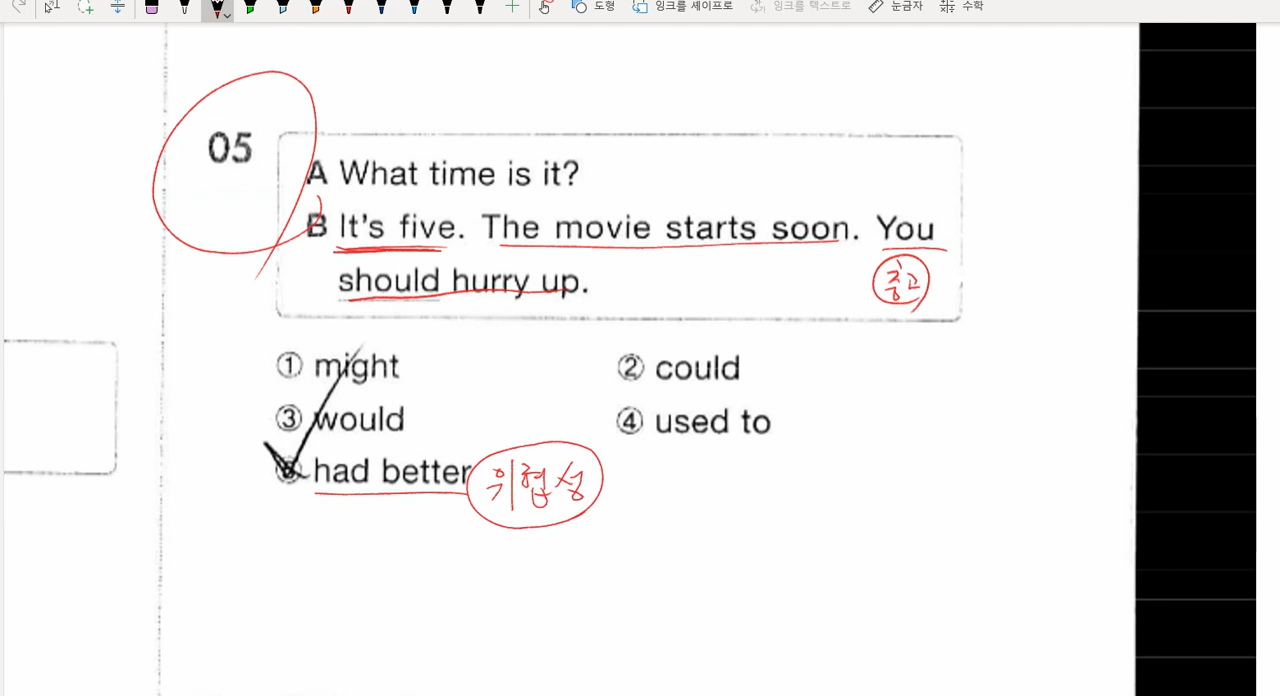 도형 잉크를 셰이프로 잉크를 텍스트로 눈금자 수학
05
A What time is it?
B It's five. The movie starts soon. You
should hurry up.
충고
① might ② could
③ would ④ used to
⑤ had better 위협성